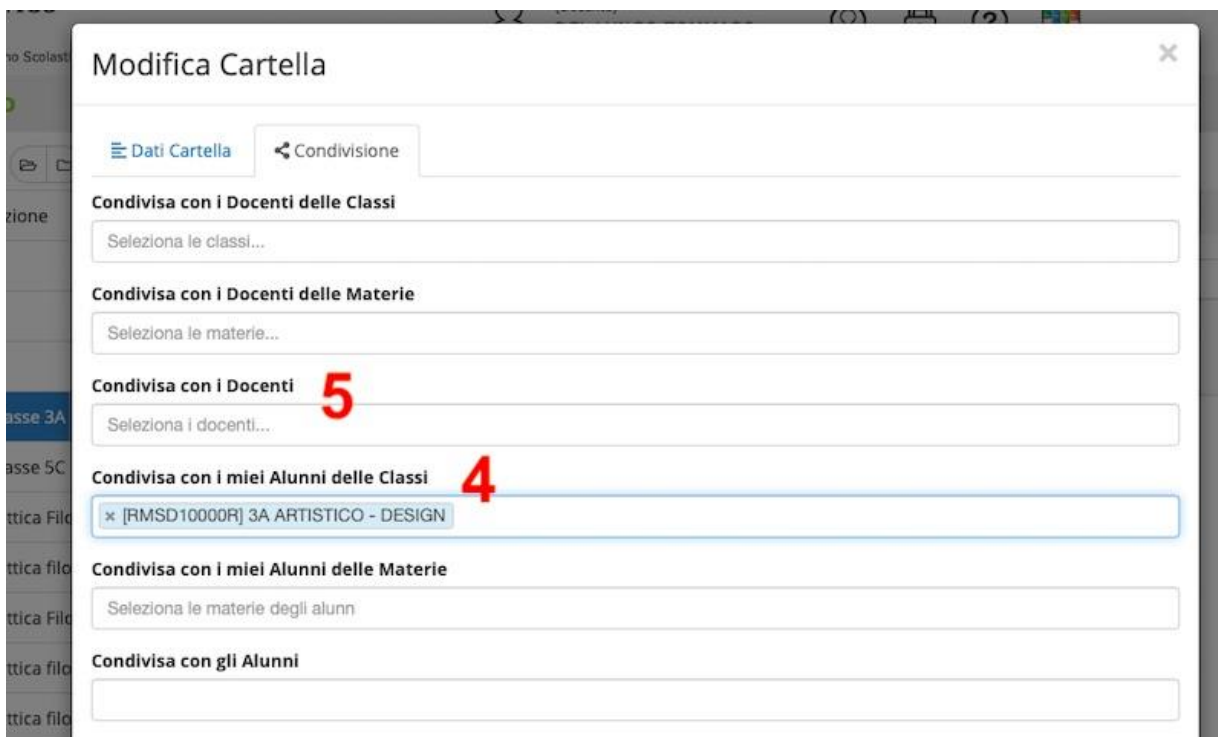 Modifica Cartella
×
Dati Cartella
Condivisione
Condivisa con i Docenti delle Classi
Seleziona le classi...
Condivisa con i Docenti delle Materie
Seleziona le materie...
Condivisa con i Docenti 5
Seleziona i docenti...
Condivisa con i miei Alunni delle Classi 4
× [RMSD10000R] 3A ARTISTICO - DESIGN
Condivisa con i miei Alunni delle Materie
Seleziona le materie degli alunn
Condivisa con gli Alunni
no Scolast
zione
asse 3A
asse 5C
ttica Filo
ttica filo
ttica Filo
ttica filo
ttica filo